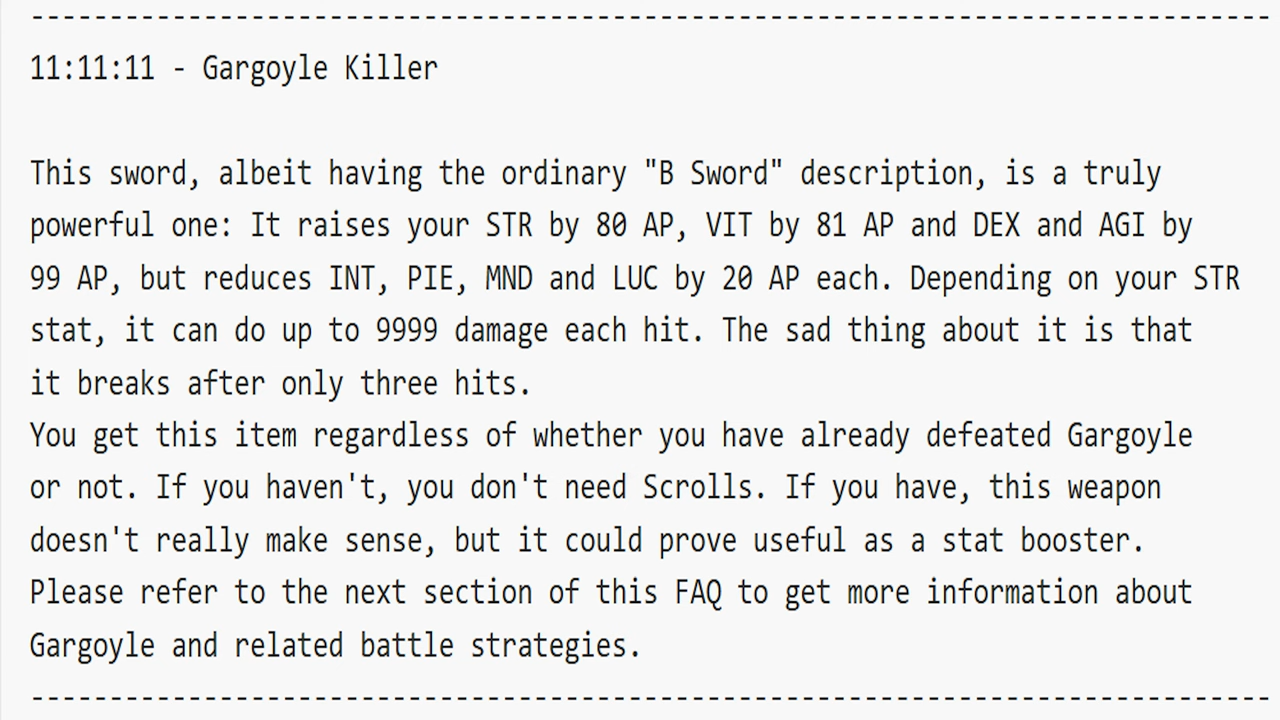 --------------------------------------------------------------------------------
11:11:11 - Gargoyle Killer
This sword, albeit having the ordinary "B Sword" description, is a truly
powerful one: It raises your STR by 80 AP, VIT by 81 AP and DEX and AGI by
99 AP, but reduces INT, PIE, MND and LUC by 20 AP each. Depending on your STR
stat, it can do up to 9999 damage each hit. The sad thing about it is that
it breaks after only three hits.
You get this item regardless of whether you have already defeated Gargoyle
or not. If you haven't, you don't need Scrolls. If you have, this weapon
doesn't really make sense, but it could prove useful as a stat booster.
Please refer to the next section of this FAQ to get more information about
Gargoyle and related battle strategies.
--------------------------------------------------------------------------------